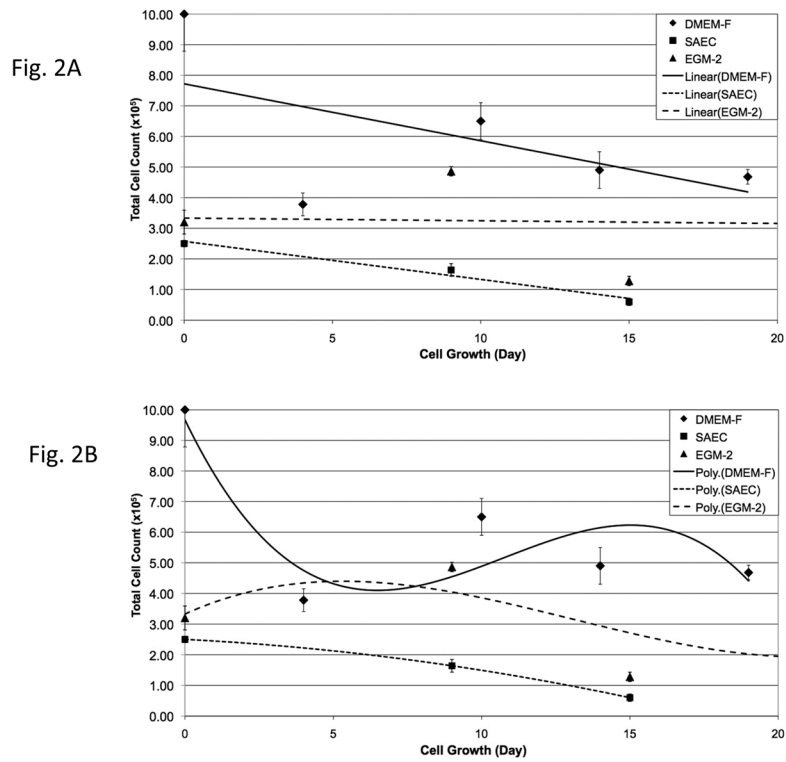 Fig. 2A
10.00
9.00
8.00
7.00
6.00
5.00
4.00
3.00
2.00
1.00
0.00
Total Cell Count (x10⁵)
0 5 10 15 20
Cell Growth (Day)
DMEM-F
SAEC
EGM-2
Linear(DMEM-F)
Linear(SAEC)
Linear(EGM-2)
Fig. 2B
10.00
9.00
8.00
7.00
6.00
5.00
4.00
3.00
2.00
1.00
0.00
Total Cell Count (x10⁵)
0 5 10 15 20
Cell Growth (Day)
DMEM-F
SAEC
EGM-2
Poly.(DMEM-F)
Poly.(SAEC)
Poly.(EGM-2)